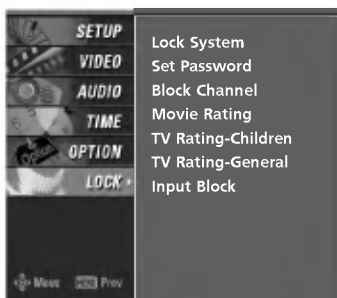 SETUP
VIDEO
AUDIO
TIME
OPTION
LOCK
Move MENU Prev
Lock System
Set Password
Block Channel
Movie Rating
TV Rating-Children
TV Rating-General
Input Block